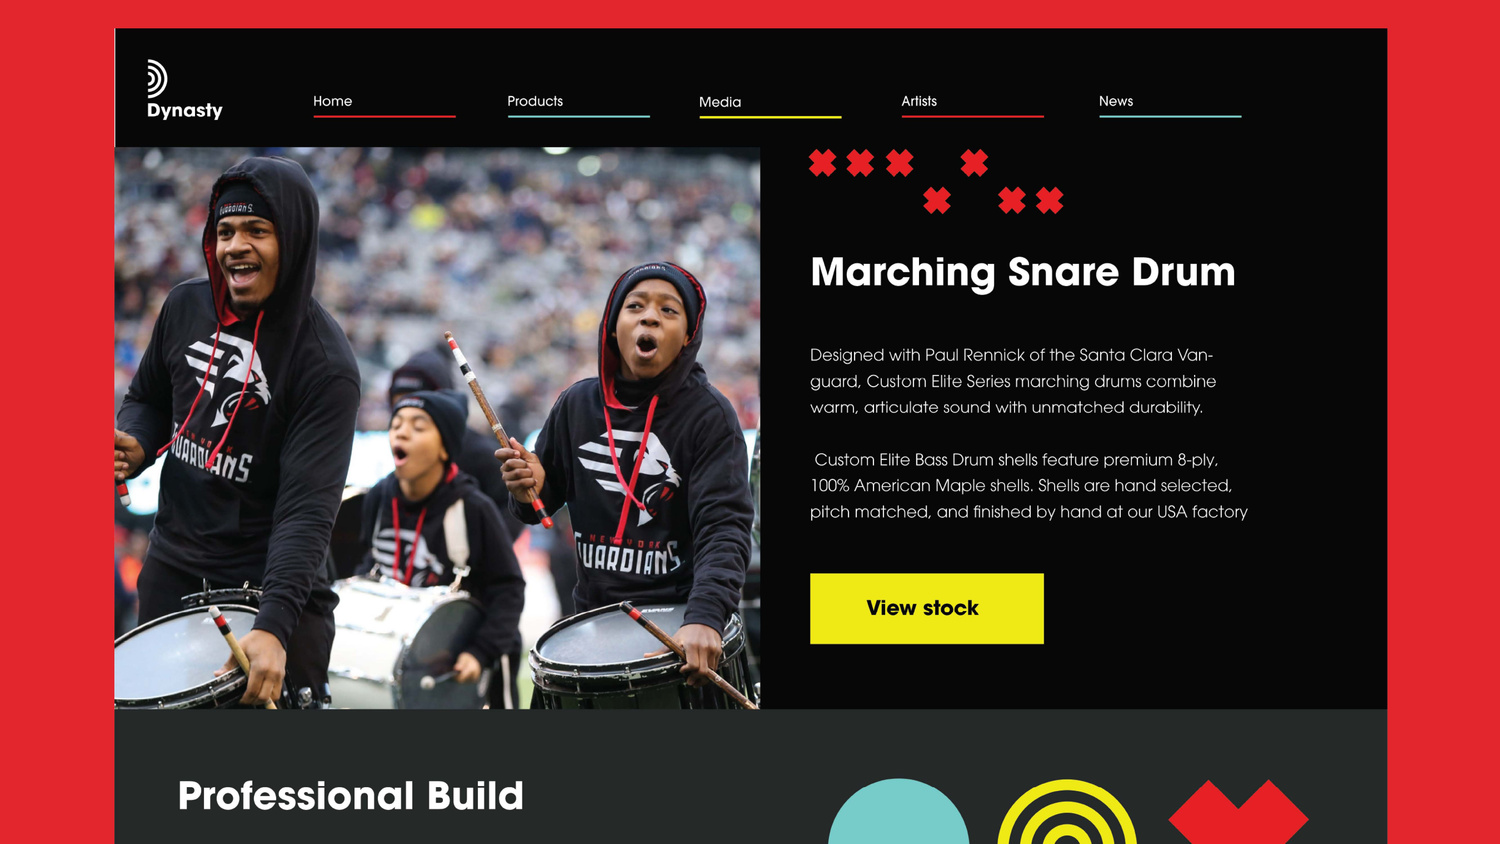 Dynasty
Home
Products
Media
Artists
News
GUARDIANS
Marching Snare Drum
Designed with Paul Rennick of the Santa Clara Van-
guard, Custom Elite Series marching drums combine
warm, articulate sound with unmatched durability.
Custom Elite Bass Drum shells feature premium 8-ply,
100% American Maple shells. Shells are hand selected,
pitch matched, and finished by hand at our USA factory
View stock
NEW YORK
GUARDIANS
NEW YORK
GUARDIANS
Professional Build